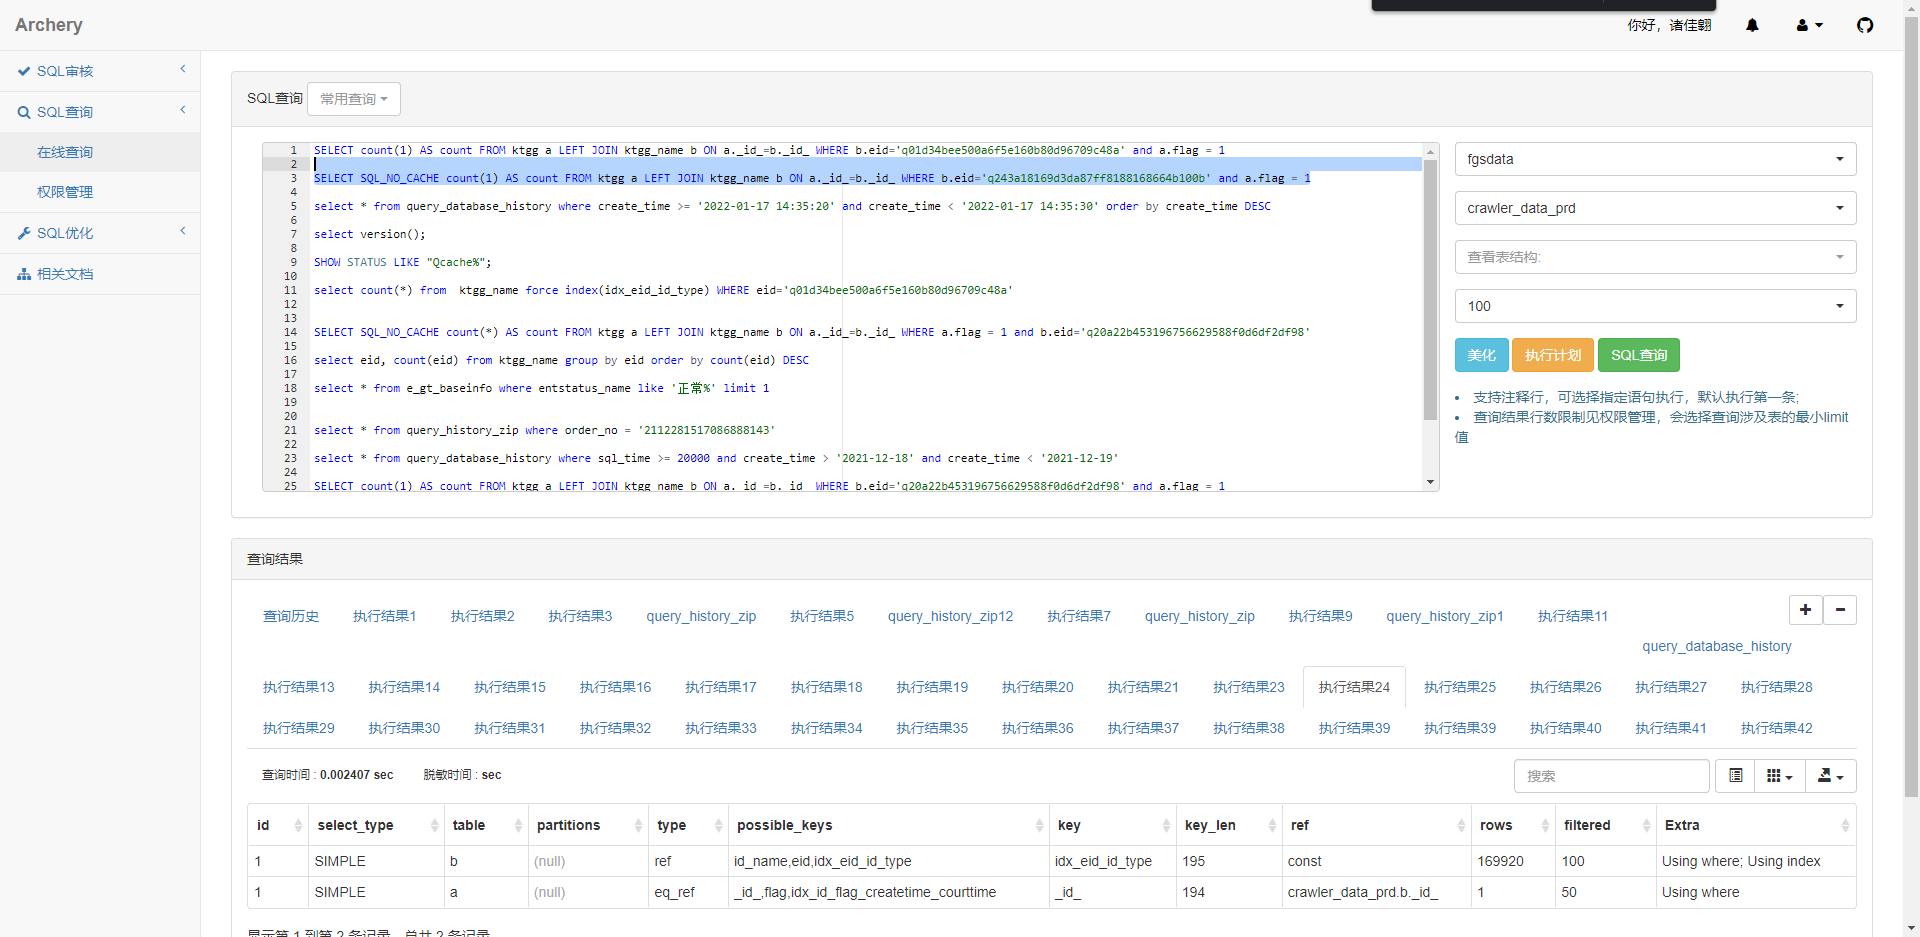 Archery
你好，诸佳翾
SQL审核
SQL查询
在线查询
权限管理
SQL优化
相关文档
SQL查询 常用查询
1 SELECT count(1) AS count FROM ktgg a LEFT JOIN ktgg_name b ON a._id_=b._id_ WHERE b.eid='q01d34bee500a6f5e160b80d96709c48a' and a.flag = 1
2
3 SELECT SQL_NO_CACHE count(1) AS count FROM ktgg a LEFT JOIN ktgg_name b ON a._id_=b._id_ WHERE b.eid='q243a18169d3da87ff8188168664b100b' and a.flag = 1
4
5 select * from query_database_history where create_time >= '2022-01-17 14:35:20' and create_time < '2022-01-17 14:35:30' order by create_time DESC
6
7 select version();
8
9 SHOW STATUS LIKE "Qcache%";
10
11 select count(*) from  ktgg_name force index(idx_eid_id_type) WHERE eid='q01d34bee500a6f5e160b80d96709c48a'
12
13
14 SELECT SQL_NO_CACHE count(*) AS count FROM ktgg a LEFT JOIN ktgg_name b ON a._id_=b._id_ WHERE a.flag = 1 and b.eid='q20a22b453196756629588f0d6df2df98'
15
16 select eid, count(eid) from ktgg_name group by eid order by count(eid) DESC
17
18 select * from e_gt_baseinfo where entstatus_name like '正常%' limit 1
19
20
21 select * from query_history_zip where order_no = '2112281517086888143'
22
23 select * from query_database_history where sql_time >= 20000 and create_time > '2021-12-18' and create_time < '2021-12-19'
24
25 SELECT count(1) AS count FROM ktgg a LEFT JOIN ktgg_name b ON a._id_=b._id_ WHERE b.eid='q20a22b453196756629588f0d6df2df98' and a.flag = 1
fgsdata
crawler_data_prd
查看表结构:
100
美化 执行计划 SQL查询
• 支持注释行，可选择指定语句执行，默认执行第一条;
• 查询结果行数限制见权限管理，会选择查询涉及表的最小limit
值
查询结果
查询历史 执行结果1 执行结果2 执行结果3 query_history_zip 执行结果5 query_history_zip12 执行结果7 query_history_zip 执行结果9 query_history_zip1 执行结果11
query_database_history
执行结果13 执行结果14 执行结果15 执行结果16 执行结果17 执行结果18 执行结果19 执行结果20 执行结果21 执行结果23 执行结果24 执行结果25 执行结果26 执行结果27 执行结果28
执行结果29 执行结果30 执行结果31 执行结果32 执行结果33 执行结果34 执行结果35 执行结果36 执行结果37 执行结果38 执行结果39 执行结果39 执行结果40 执行结果41 执行结果42
查询时间 : 0.002407 sec 脱敏时间 : sec
搜索
id select_type table partitions type possible_keys key key_len ref rows filtered Extra
1 SIMPLE b (null) ref id_name,eid,idx_eid_id_type idx_eid_id_type 195 const 169920 100 Using where; Using index
1 SIMPLE a (null) eq_ref _id_,flag,idx_id_flag_createtime_courttime _id_ 194 crawler_data_prd.b._id_ 1 50 Using where
显示第 1 到第 2 条记录，总共 2 条记录